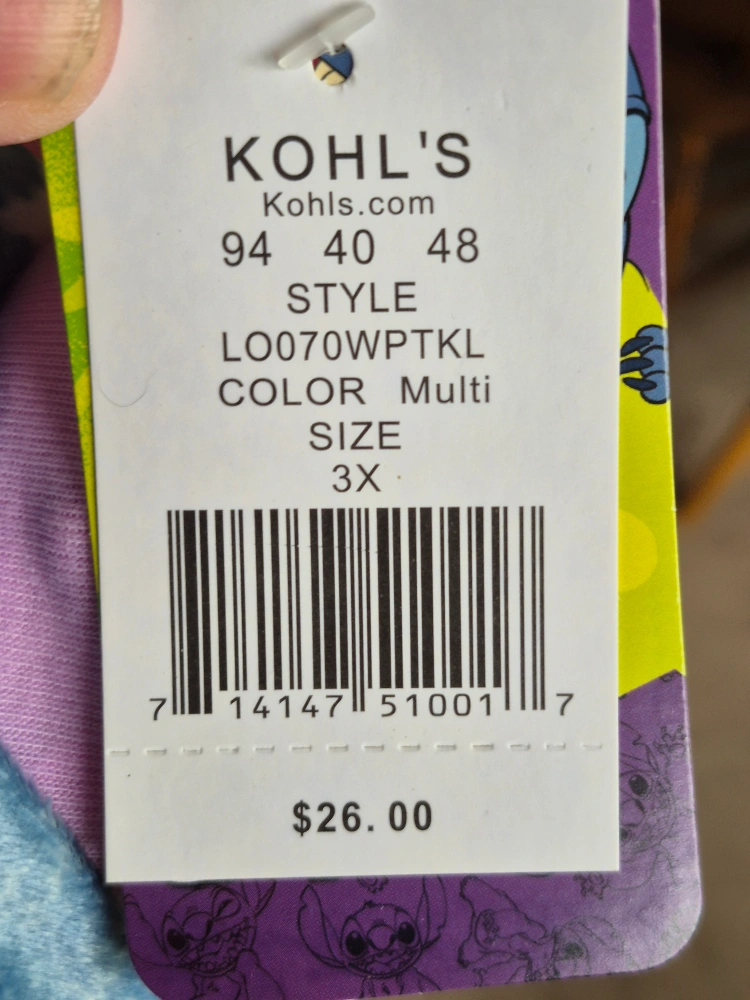 KOHL'S
Kohls.com
94 40 48
STYLE
LO070WPTKL
COLOR Multi
SIZE
3X
7 14147 51001 7
$26.00